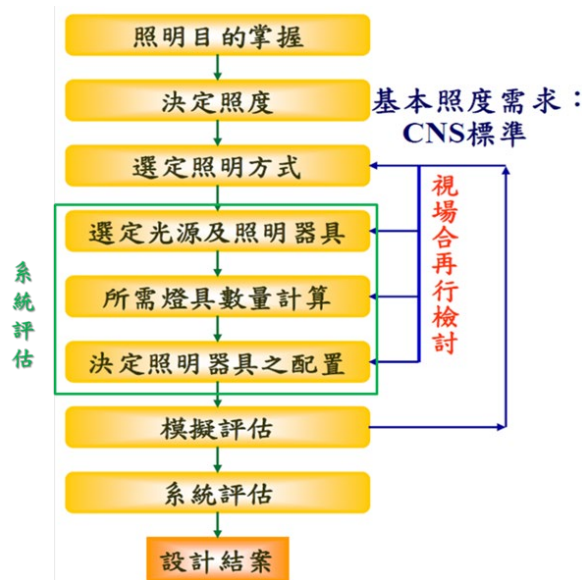 照明目的掌握
決定照度
基本照度需求：
CNS標準
選定照明方式
選定光源及照明器具
所需燈具數量計算
決定照明器具之配置
視場合再行檢討
系統評估
模擬評估
系統評估
設計結案